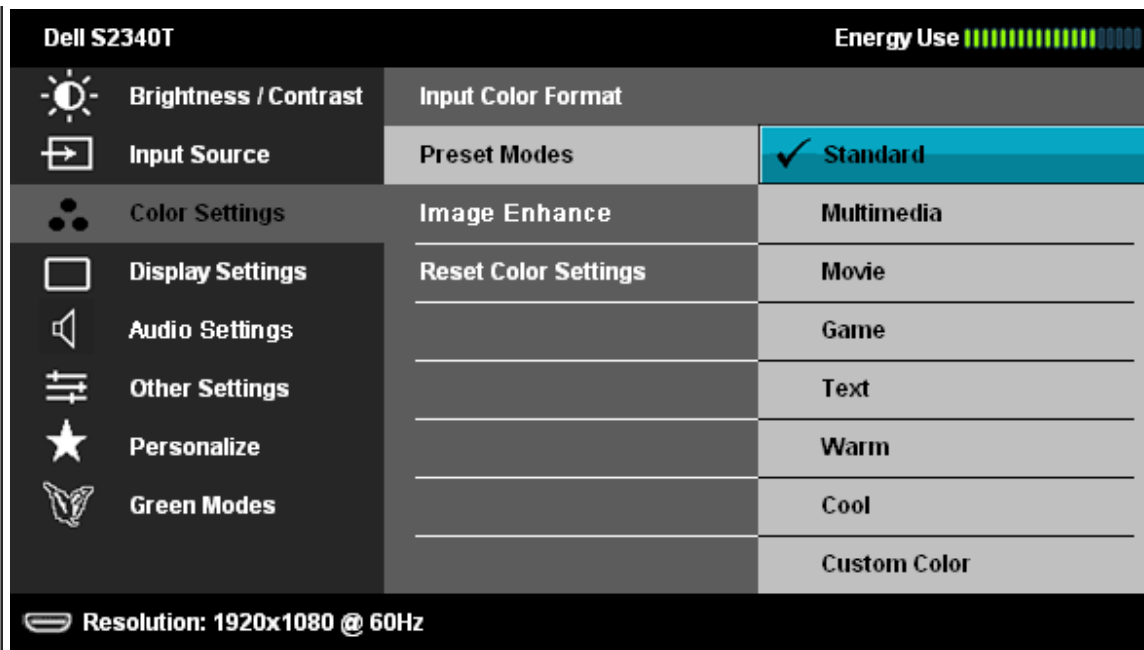 Dell S2340T Energy Use
Brightness / Contrast Input Color Format
Input Source Preset Modes Standard
Color Settings Image Enhance Multimedia
Display Settings Reset Color Settings Movie
Audio Settings Game
Other Settings Text
Personalize Warm
Green Modes Cool
Custom Color
Resolution: 1920x1080 @ 60Hz